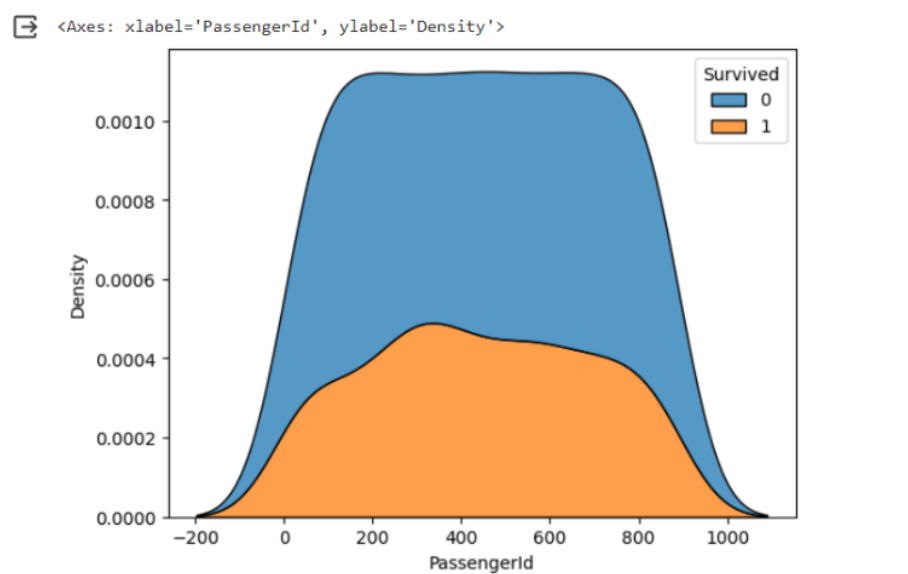 <Axes: xlabel='PassengerId', ylabel='Density'>
Survived
0
1
0.0010
0.0008
0.0006
0.0004
0.0002
0.0000
Density
−200 0 200 400 600 800 1000
PassengerId